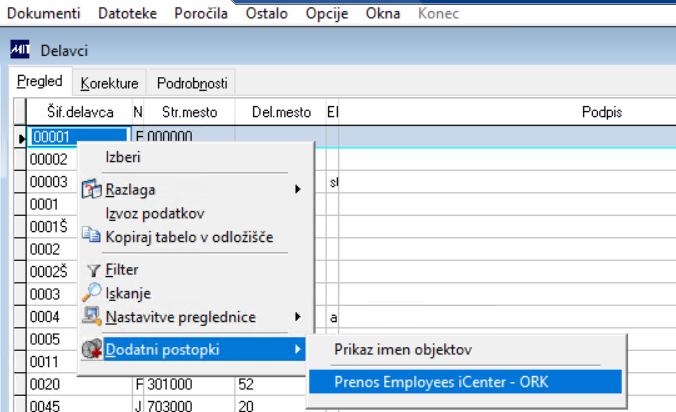 Dokumenti Datoteke Poročila Ostalo Opcije Okna Konec
MIT Delavci
Pregled Korekture Podrobnosti
Šif.delavca N Str.mesto Del.mesto El Podpis
00001 F 000000
00002 Izberi
00003 Razlaga sl
0001 Izvoz podatkov
0001Š Kopiraj tabelo v odložišče
0002
0002Š Filter
0003 Iskanje
0004 Nastavitve preglednice a
0005 Dodatni postopki Prikaz imen objektov
0011
0020 F 301000 52 Prenos Employees iCenter - ORK
0045 J 703000 20